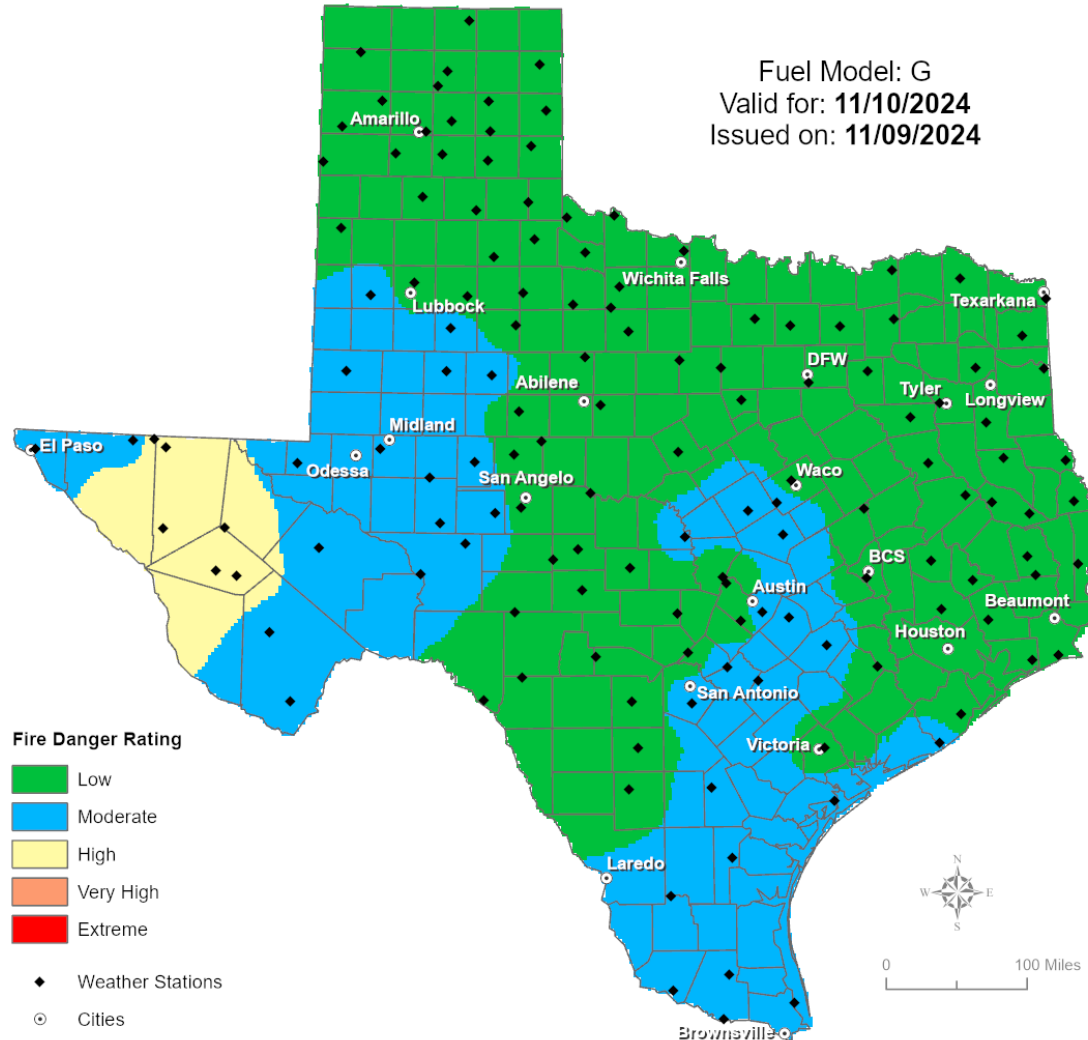 Fuel Model: G
Valid for: 11/10/2024
Issued on: 11/09/2024
Amarillo
Wichita Falls
Lubbock
Texarkana
DFW
Abilene
Tyler
Longview
Midland
El Paso
Odessa
San Angelo
Waco
BCS
Austin
Beaumont
Houston
San Antonio
Victoria
Laredo
Brownsville
Fire Danger Rating
Low
Moderate
High
Very High
Extreme
Weather Stations
Cities
N
W E
S
0 100 Miles